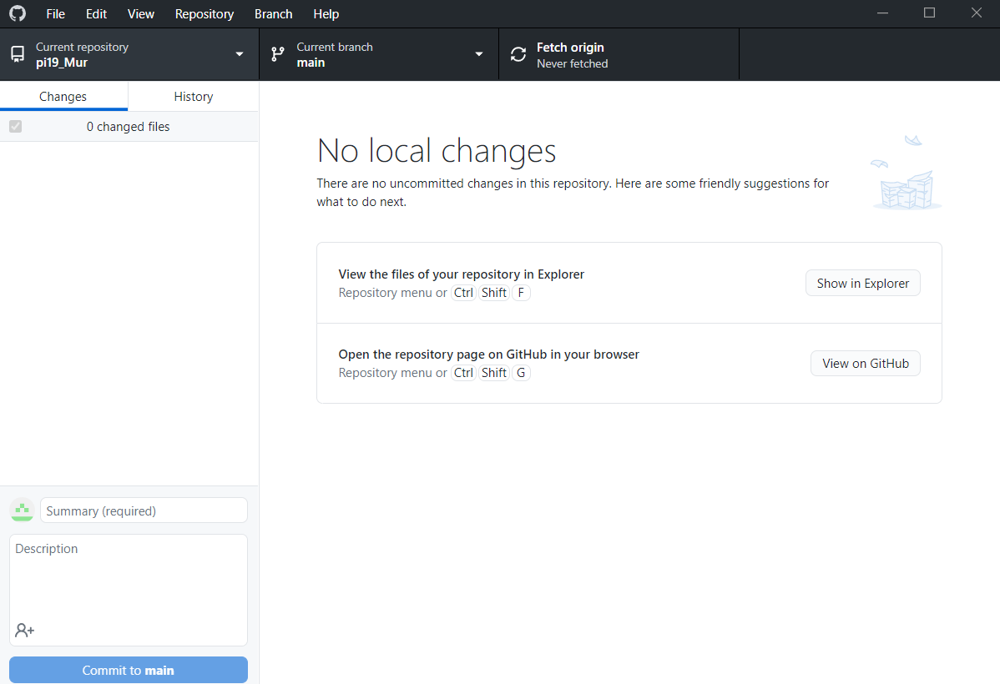 File Edit View Repository Branch Help
Current repository
pi19_Mur
Current branch
main
Fetch origin
Never fetched
Changes History
0 changed files
No local changes
There are no uncommitted changes in this repository. Here are some friendly suggestions for
what to do next.
View the files of your repository in Explorer
Repository menu or Ctrl Shift F
Show in Explorer
Open the repository page on GitHub in your browser
Repository menu or Ctrl Shift G
View on GitHub
Summary (required)
Description
Commit to main